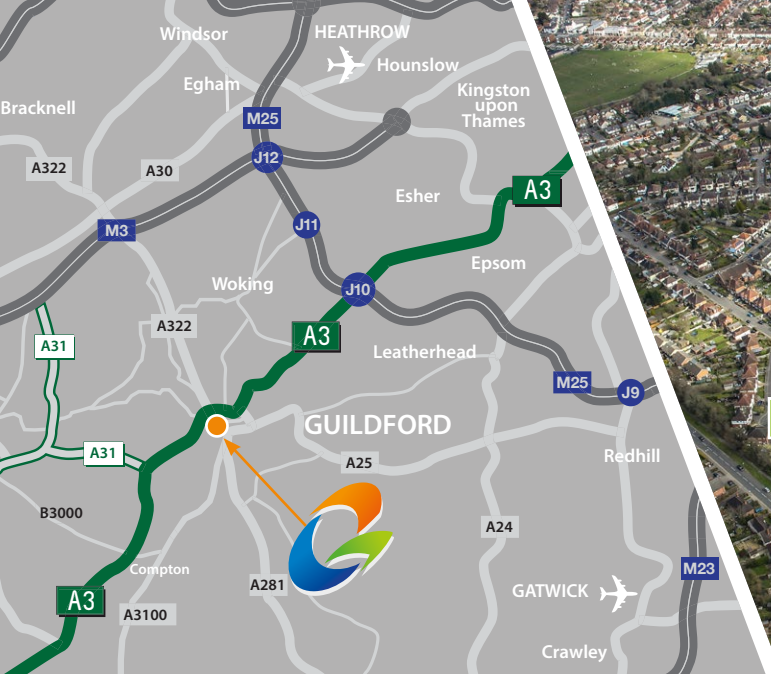 Windsor
HEATHROW
Hounslow
Egham
Kingston
upon
Thames
Bracknell
M25
J12
A322
A30
A3
Esher
J11
M3
Epsom
Woking
J10
A322
A3
A31
Leatherhead
M25
J9
GUILDFORD
A31
A25
Redhill
B3000
A24
Compton
M23
A281
GATWICK
A3
A3100
Crawley